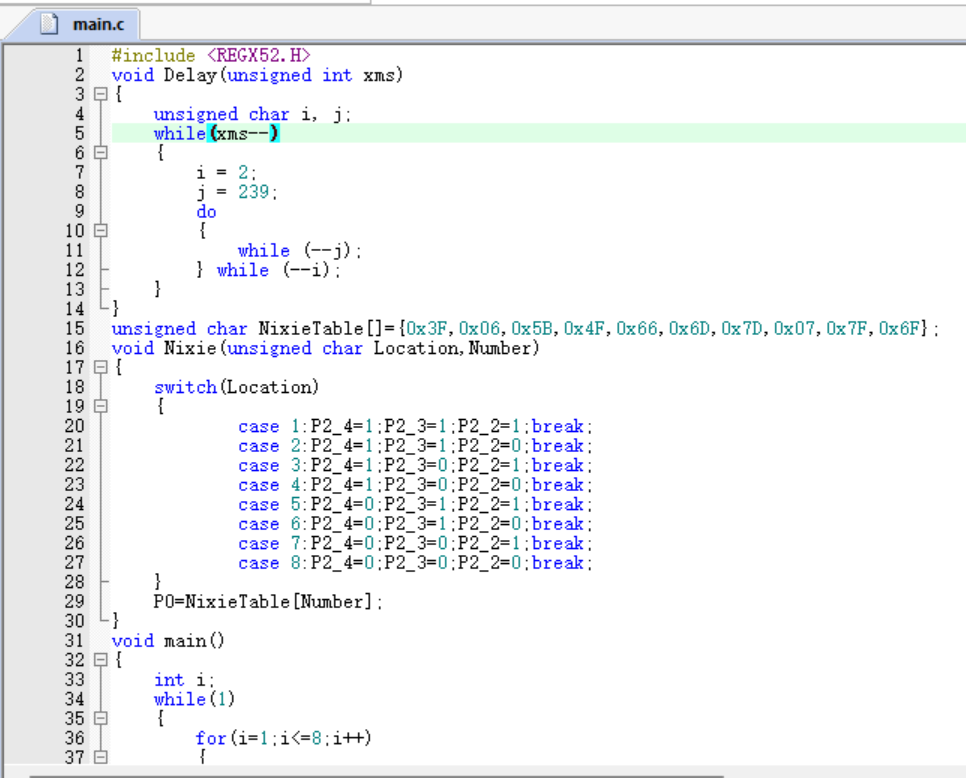 main.c
1 #include <REGX52.H>
2 void Delay(unsigned int xms)
3 {
4 unsigned char i, j;
5 while(xms--)
6 {
7 i = 2;
8 j = 239;
9 do
10 {
11 while (--j);
12 } while (--i);
13 }
14 }
15 unsigned char NixieTable[]={0x3F,0x06,0x5B,0x4F,0x66,0x6D,0x7D,0x07,0x7F,0x6F};
16 void Nixie(unsigned char Location,Number)
17 {
18 switch(Location)
19 {
20 case 1:P2_4=1;P2_3=1;P2_2=1;break;
21 case 2:P2_4=1;P2_3=1;P2_2=0;break;
22 case 3:P2_4=1;P2_3=0;P2_2=1;break;
23 case 4:P2_4=1;P2_3=0;P2_2=0;break;
24 case 5:P2_4=0;P2_3=1;P2_2=1;break;
25 case 6:P2_4=0;P2_3=1;P2_2=0;break;
26 case 7:P2_4=0;P2_3=0;P2_2=1;break;
27 case 8:P2_4=0;P2_3=0;P2_2=0;break;
28 }
29 P0=NixieTable[Number];
30 }
31 void main()
32 {
33 int i;
34 while(1)
35 {
36 for(i=1;i<=8;i++)
37 {